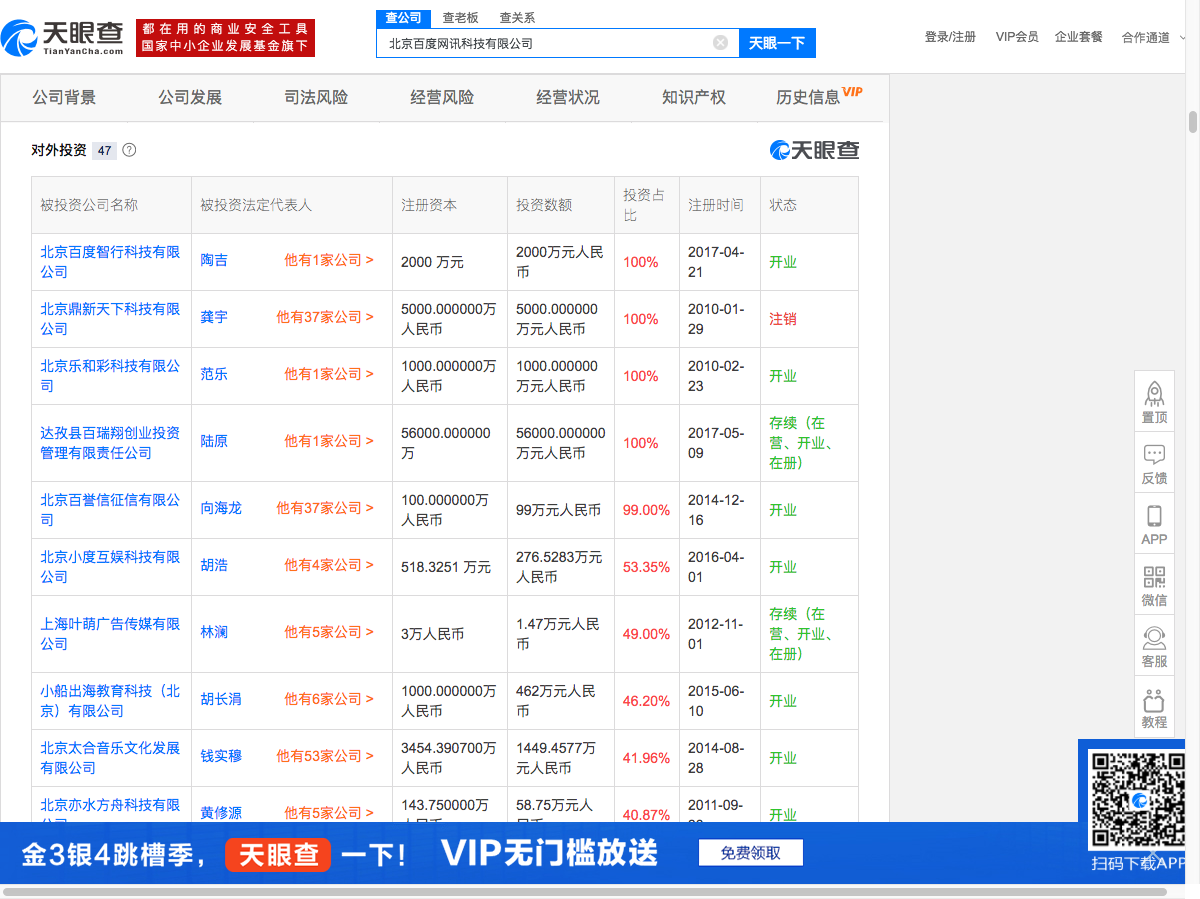 天眼查
TianYanCha.com
都在用的商业安全工具
国家中小企业发展基金旗下
查公司 查老板 查关系
北京百度网讯科技有限公司
天眼一下
登录/注册 VIP会员 企业套餐 合作通道
公司背景 公司发展 司法风险 经营风险 经营状况 知识产权 历史信息 VIP
对外投资 47 ?
天眼查
被投资公司名称 被投资法定代表人 注册资本 投资数额 投资占
比 注册时间 状态
北京百度智行科技有限
公司 陶吉 他有1家公司 > 2000 万元 2000万元人民
币 100% 2017-04-
21 开业
北京鼎新天下科技有限
公司 龚宇 他有37家公司 > 5000.000000万
人民币 5000.000000
万元人民币 100% 2010-01-
29 注销
北京乐和彩科技有限公
司 范乐 他有1家公司 > 1000.000000万
人民币 1000.000000
万元人民币 100% 2010-02-
23 开业
达孜县百瑞翔创业投资
管理有限责任公司 陆原 他有1家公司 > 56000.000000
万 56000.000000
万元人民币 100% 2017-05-
09 存续（在
营、开业、
在册）
北京百誉信征信有限公
司 向海龙 他有37家公司 > 100.000000万
人民币 99万元人民币 99.00% 2014-12-
16 开业
北京小度互娱科技有限
公司 胡浩 他有4家公司 > 518.3251 万元 276.5283万元
人民币 53.35% 2016-04-
01 开业
上海叶萌广告传媒有限
公司 林澜 他有5家公司 > 3万人民币 1.47万元人民
币 49.00% 2012-11-
01 存续（在
营、开业、
在册）
小船出海教育科技（北
京）有限公司 胡长涓 他有6家公司 > 1000.000000万
人民币 462万元人民
币 46.20% 2015-06-
10 开业
北京太合音乐文化发展
有限公司 钱实穆 他有53家公司 > 3454.390700万
人民币 1449.4577万
元人民币 41.96% 2014-08-
28 开业
北京亦水方舟科技有限
黄修源 他有5家公司 > 143.750000万
58.75万元人
40.87% 2011-09-
开业
置顶
反馈
APP
微信
客服
教程
金3银4跳槽季， 天眼查 一下！ VIP无门槛放送 免费领取
扫码下载APP